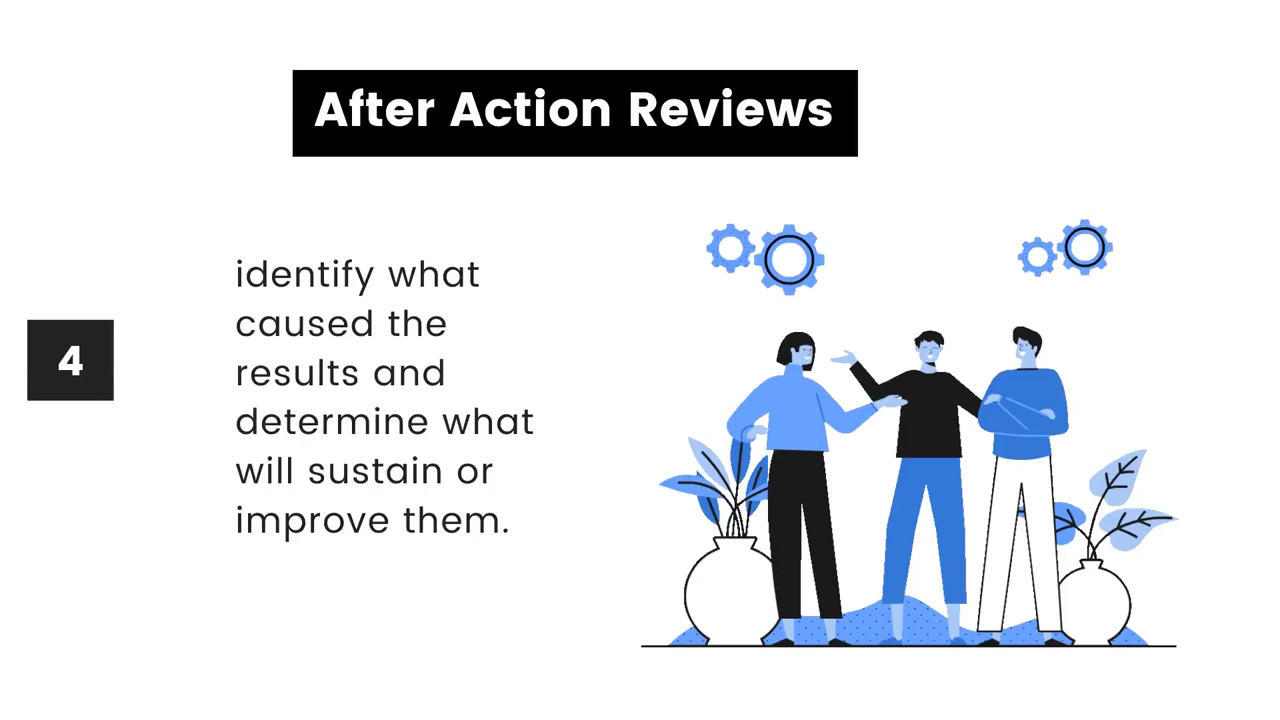 After Action Reviews
4
identify what
caused the
results and
determine what
will sustain or
improve them.